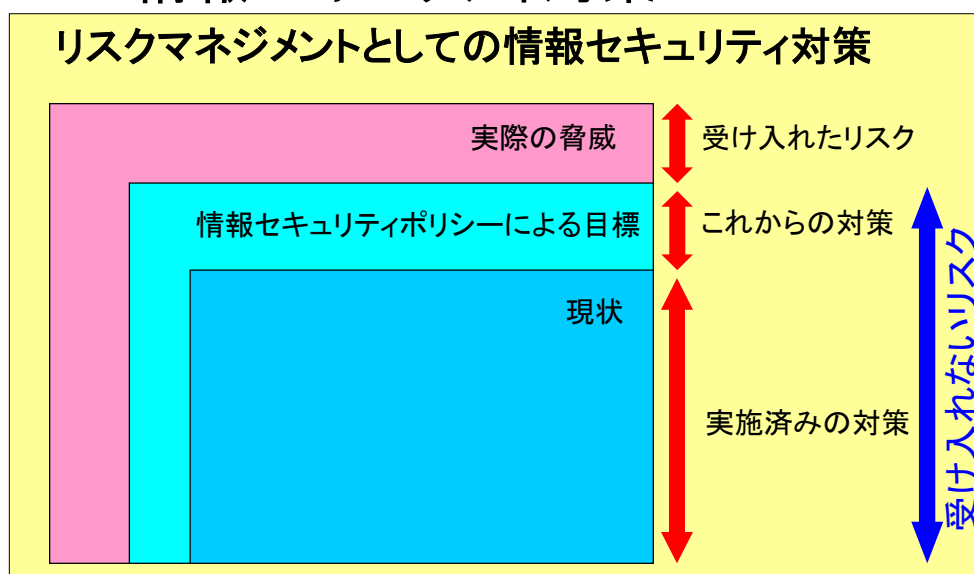 リスクマネジメントとしての情報セキュリティ対策
実際の脅威
受け入れたリスク
情報セキュリティポリシーによる目標
これからの対策
現状
実施済みの対策
受け入れないリスク